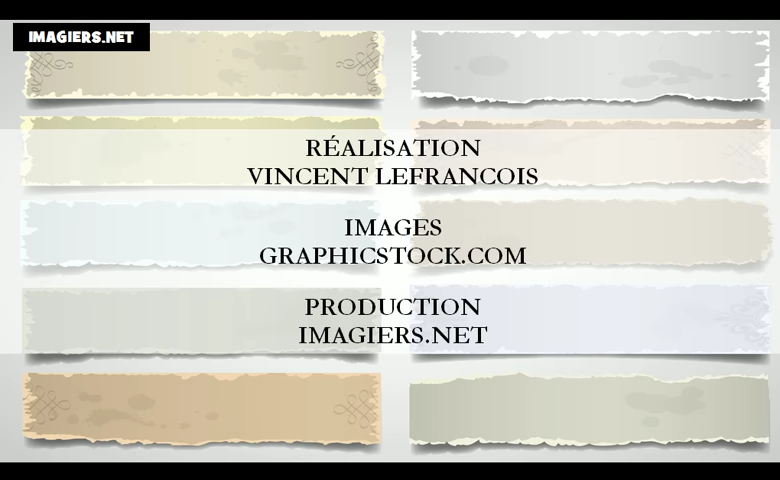 IMAGIERS.NET
RÉALISATION
VINCENT LEFRANCOIS
IMAGES
GRAPHICSTOCK.COM
PRODUCTION
IMAGIERS.NET